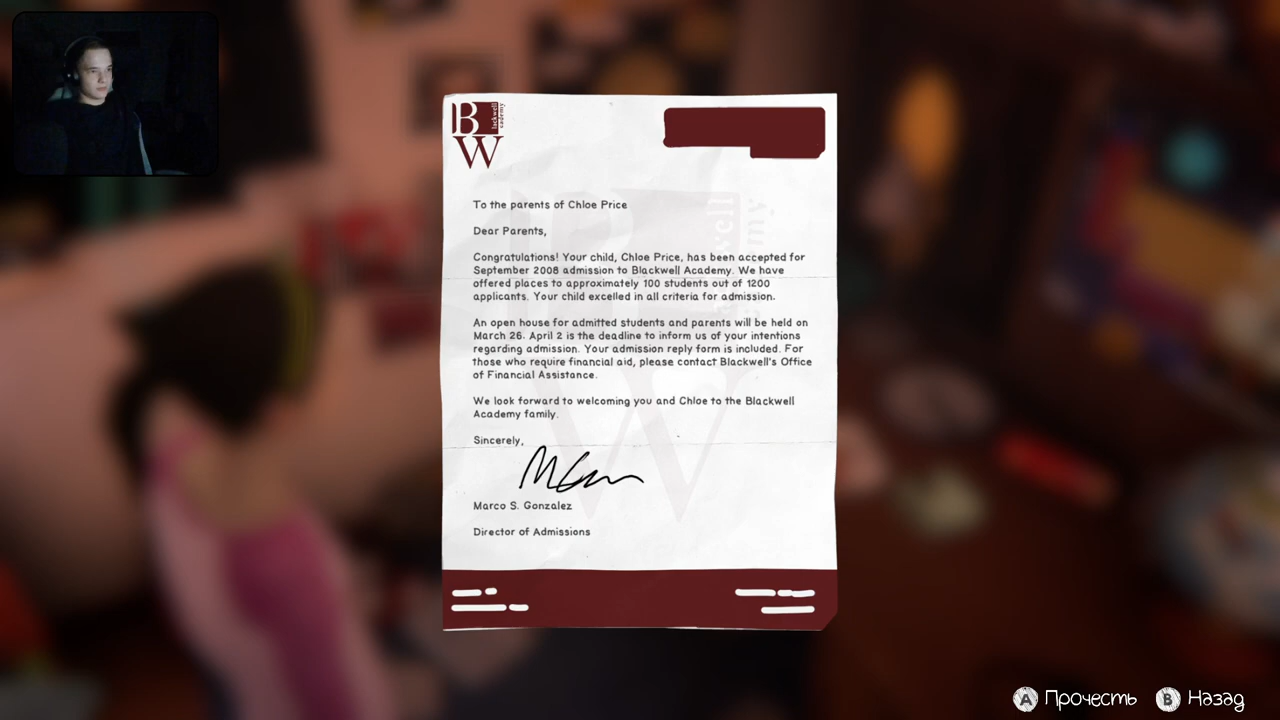 BW
lackwell
cademy
To the parents of Chloe Price
Dear Parents,
Congratulations! Your child, Chloe Price, has been accepted for
September 2008 admission to Blackwell Academy. We have
offered places to approximately 100 students out of 1200
applicants. Your child excelled in all criteria for admission.
An open house for admitted students and parents will be held on
March 26. April 2 is the deadline to inform us of your intentions
regarding admission. Your admission reply form is included. For
those who require financial aid, please contact Blackwell's Office
of Financial Assistance.
We look forward to welcoming you and Chloe to the Blackwell
Academy family.
Sincerely,
Marco S. Gonzalez
Director of Admissions
A Прочесть B Назад